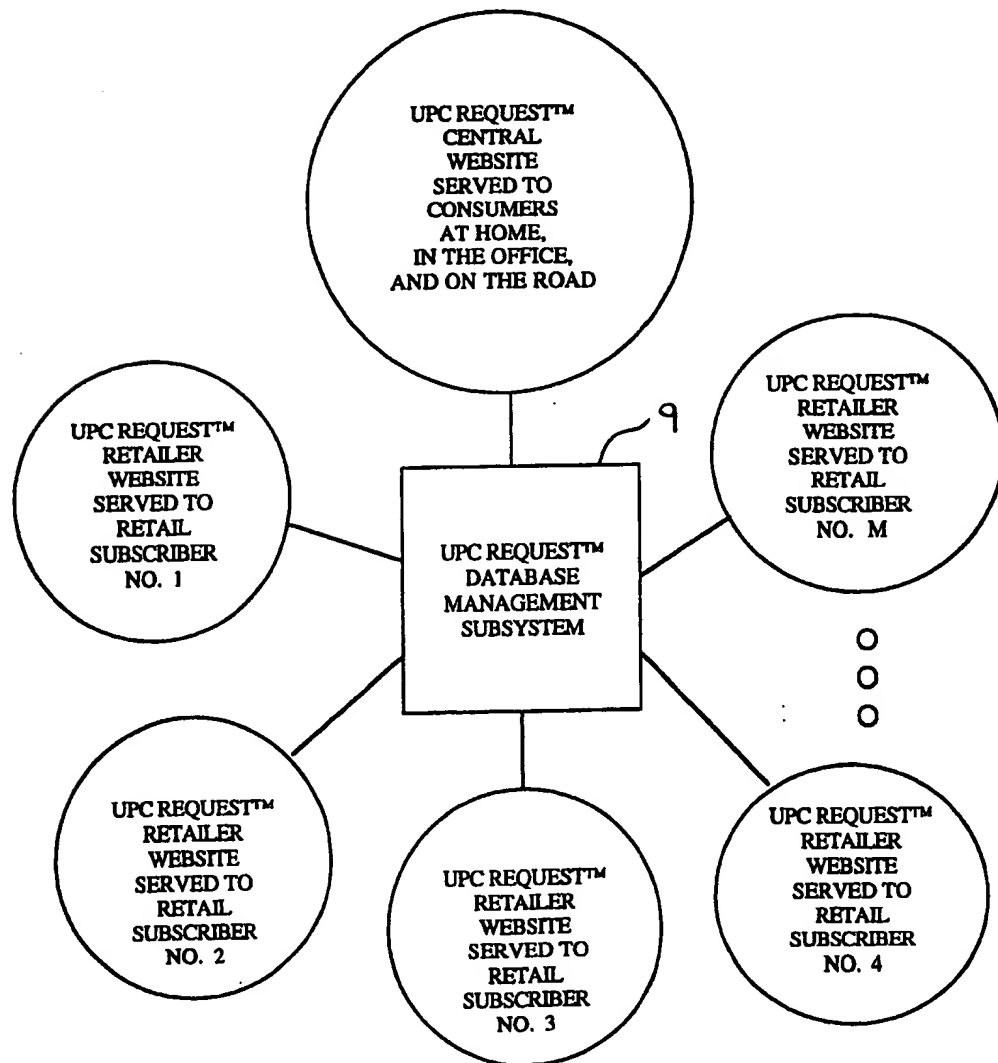 UPC REQUEST™
CENTRAL
WEBSITE
SERVED TO
CONSUMERS
AT HOME,
IN THE OFFICE,
AND ON THE ROAD
UPC REQUEST™
RETAILER
WEBSITE
SERVED TO
RETAIL
SUBSCRIBER
NO. 1
9
UPC REQUEST™
DATABASE
MANAGEMENT
SUBSYSTEM
UPC REQUEST™
RETAILER
WEBSITE
SERVED TO
RETAIL
SUBSCRIBER
NO. M
UPC REQUEST™
RETAILER
WEBSITE
SERVED TO
RETAIL
SUBSCRIBER
NO. 2
UPC REQUEST™
RETAILER
WEBSITE
SERVED TO
RETAIL
SUBSCRIBER
NO. 3
UPC REQUEST™
RETAILER
WEBSITE
SERVED TO
RETAIL
SUBSCRIBER
NO. 4